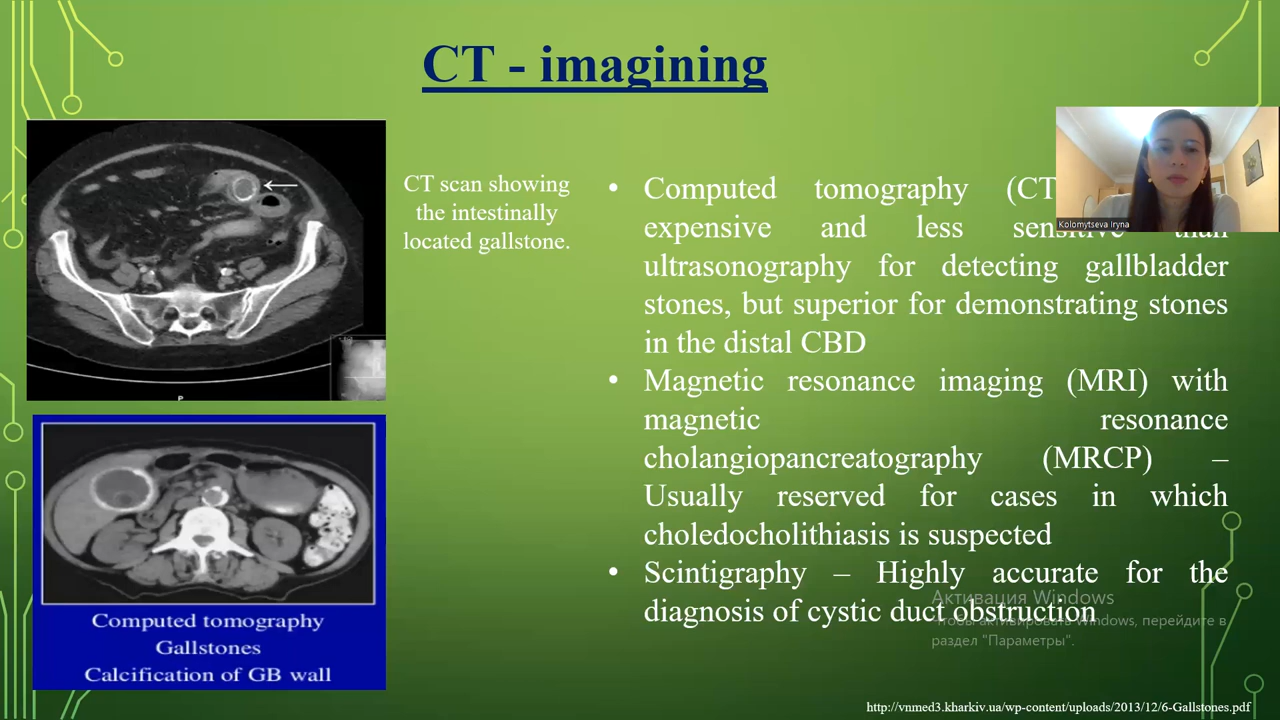 CT - imagining
CT scan showing
the intestinally
located gallstone.
• Computed tomography (CT
expensive and less sensitive than
ultrasonography for detecting gallbladder
stones, but superior for demonstrating stones
in the distal CBD
• Magnetic resonance imaging (MRI) with
magnetic resonance
cholangiopancreatography (MRCP) –
Usually reserved for cases in which
choledocholithiasis is suspected
• Scintigraphy – Highly accurate for the
diagnosis of cystic duct obstruction
Kolomytseva Iryna
P
Computed tomography
Gallstones
Calcification of GB wall
Активация Windows
Чтобы активировать Windows, перейдите в
раздел "Параметры".
http://vnmed3.kharkiv.ua/wp-content/uploads/2013/12/6-Gallstones.pdf